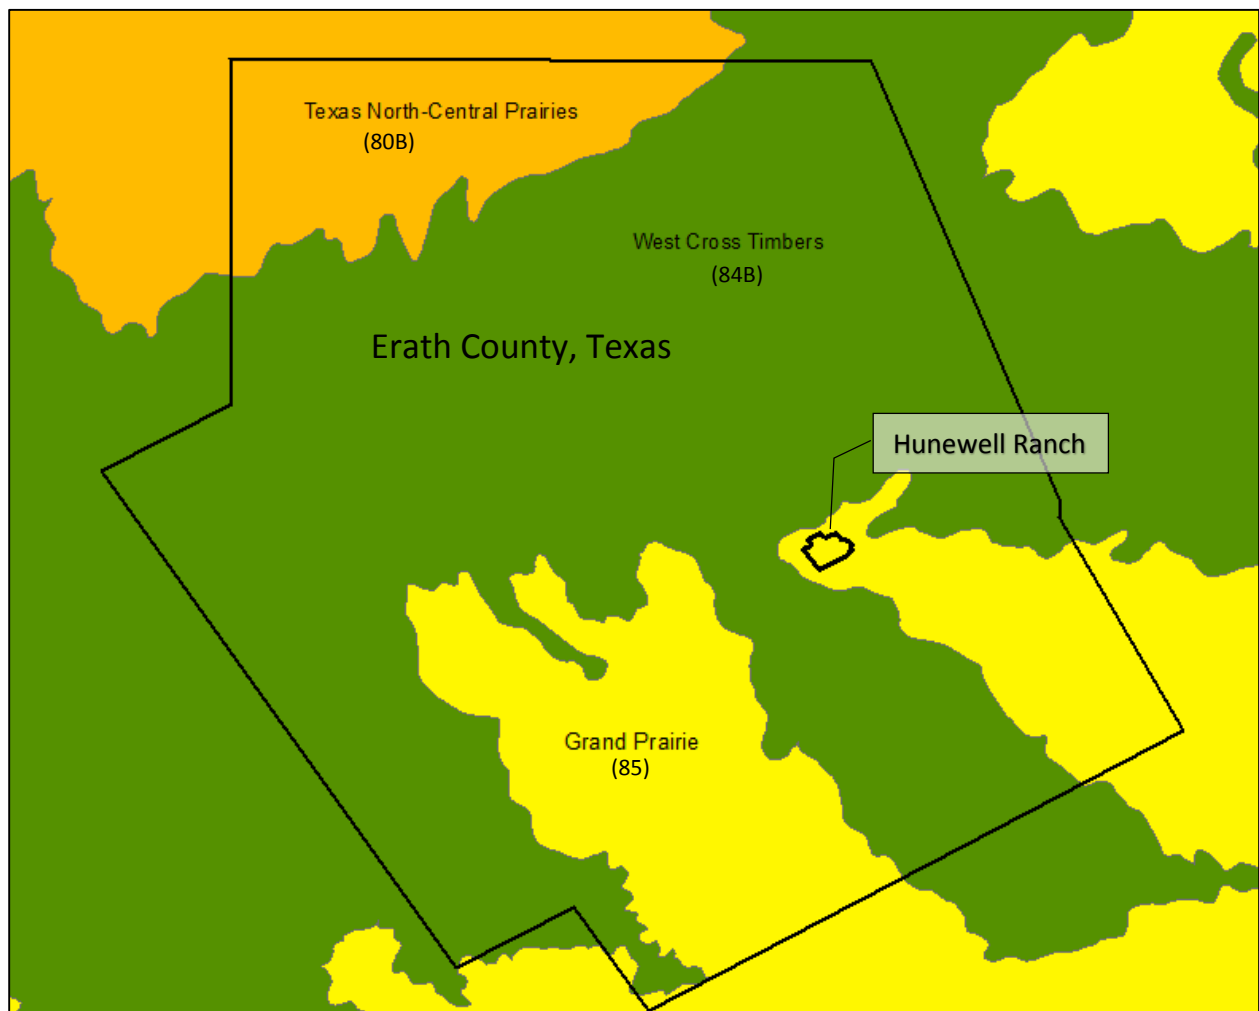 Texas North-Central Prairies
(80B)
West Cross Timbers
(84B)
Erath County, Texas
Hunewell Ranch
Grand Prairie
(85)